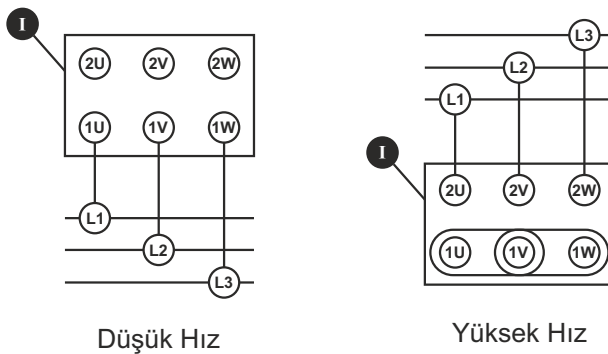 I
2U 2V 2W
1U 1V 1W
L1
L2
L3
Düşük Hız
L3
L2
L1
I
2U 2V 2W
1U 1V 1W
Yüksek Hız